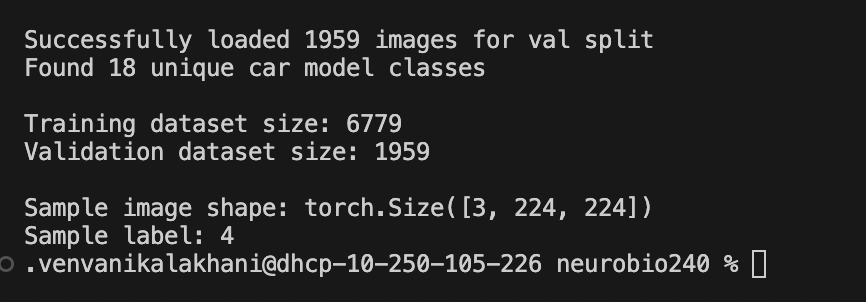 Successfully loaded 1959 images for val split
Found 18 unique car model classes
Training dataset size: 6779
Validation dataset size: 1959
Sample image shape: torch.Size([3, 224, 224])
Sample label: 4
.venvanikalakhani@dhcp-10-250-105-226 neurobio240 %